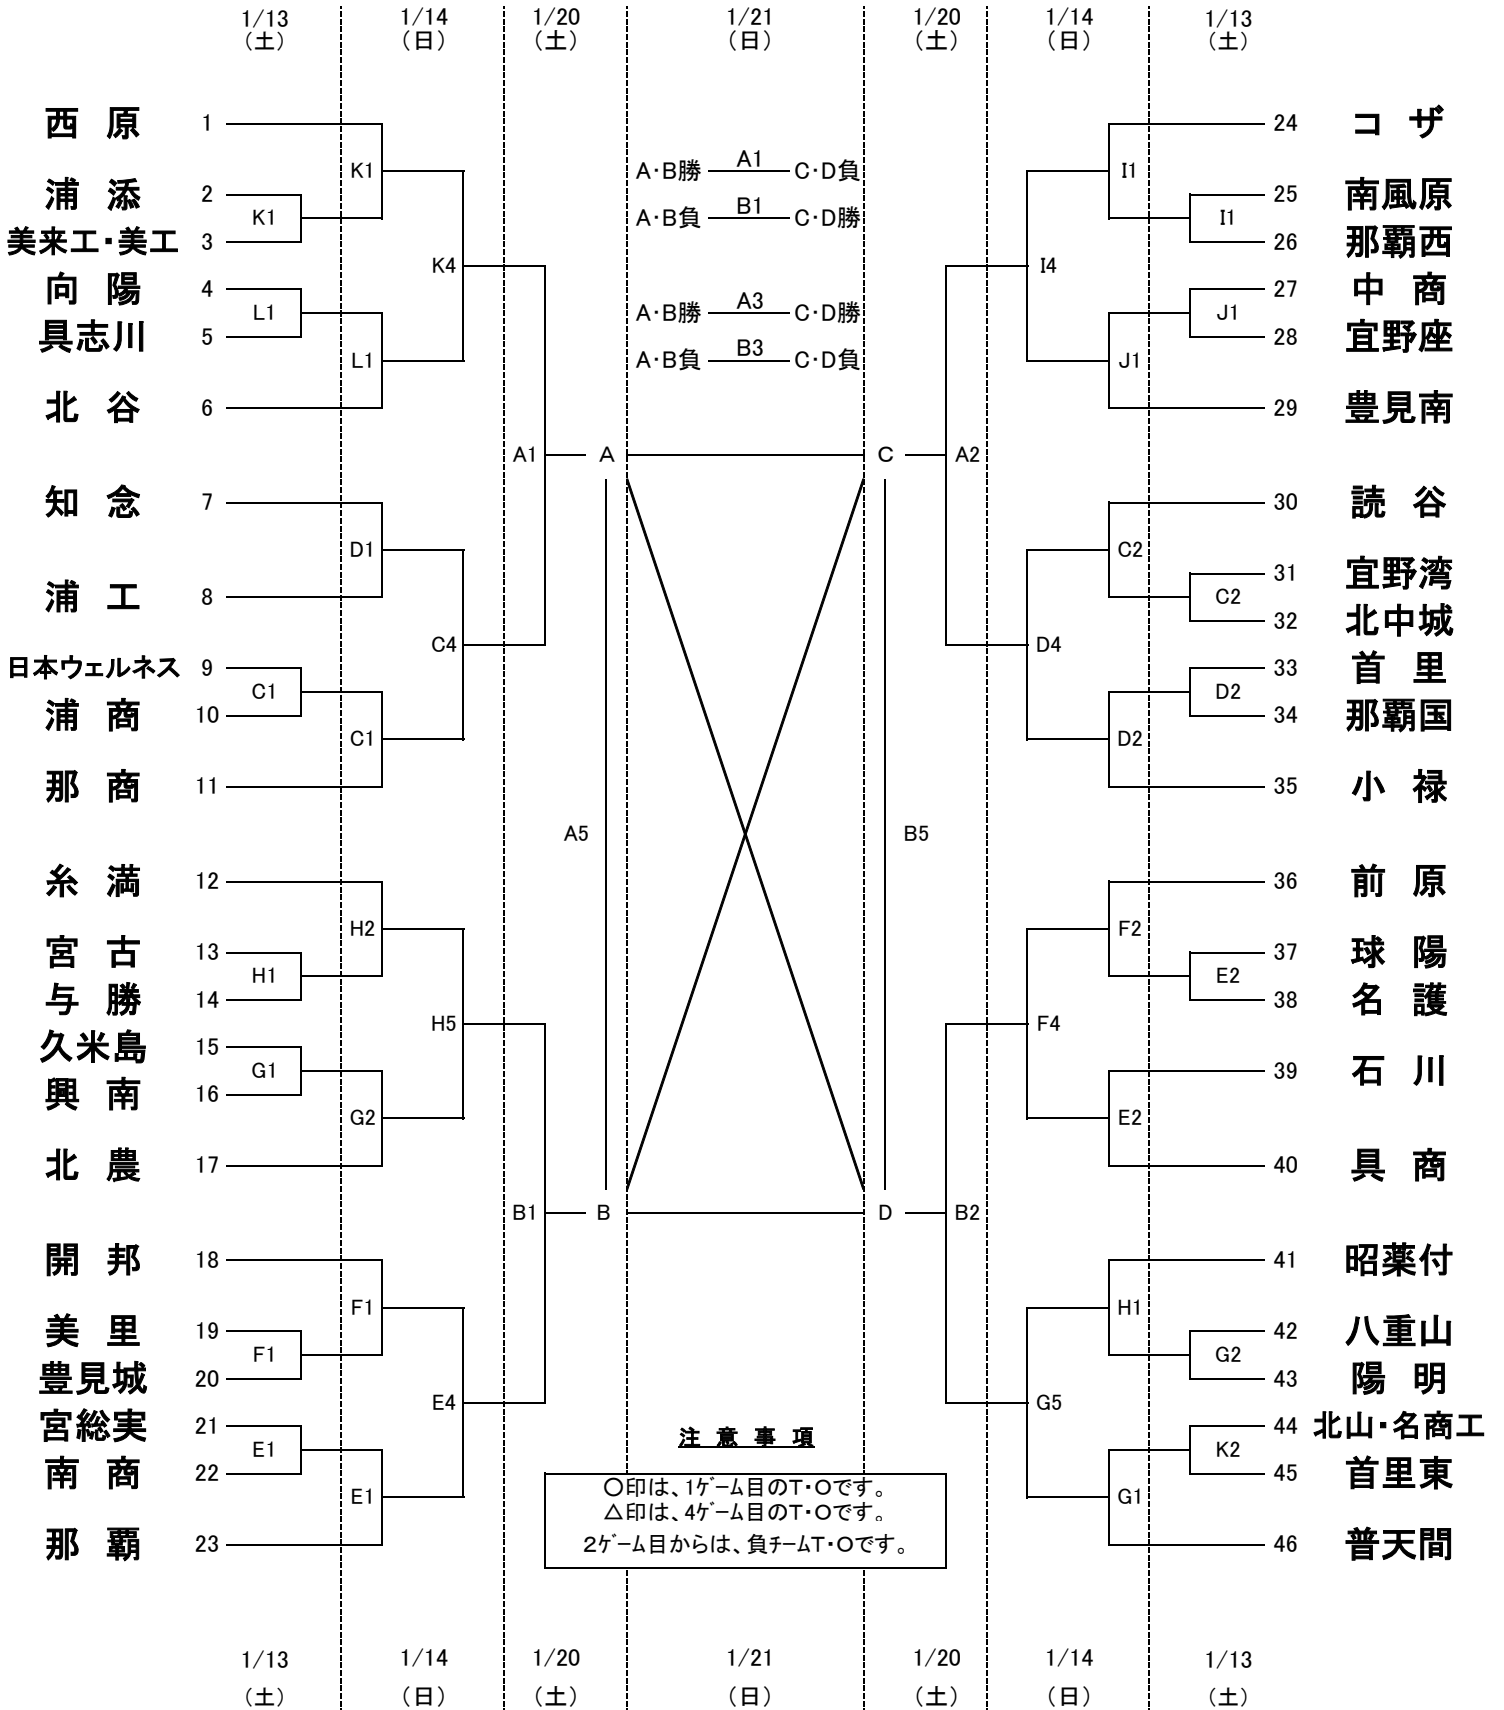 1/13 1/14 1/20 1/21 1/20 1/14 1/13
（土） （日） （土） （日） （土） （日） （土）
西 原 1 24 コ ザ
A・B勝 A1 C・D負
K1 I1
浦 添 2 25 南風原
A・B負 B1 C・D勝
K1 I1
美来工・美工 3 26 那覇西
K4 I4
向 陽 4 27 中 商
A・B勝 A3 C・D勝
L1 J1
具志川 5 28 宜野座
A・B負 B3 C・D負
L1 J1
北 谷 6 29 豊見南
A1 A C A2
知 念 7 30 読 谷
D1 C2
31 宜野湾
浦 工 8 C2
32 北中城
C4 D4
日本ウェルネス 9 33 首 里
C1 D2
浦 商 10 34 那覇国
C1 D2
那 商 11 35 小 禄
A5 B5
糸 満 12 36 前 原
H2 F2
宮 古 13 37 球 陽
H1 E2
与 勝 14 38 名 護
H5 F4
久米島 15
G1 39 石 川
興 南 16
G2 E2
北 農 17 40 具 商
B1 B D B2
開 邦 18 41 昭薬付
F1 H1
美 里 19 42 八重山
F1 G2
豊見城 20 43 陽 明
E4 G5
宮総実 21 44 北山・名商工
注 意 事 項
E1 K2
南 商 22 45 首里東
〇印は、1ｹﾞｰﾑ目のT・Oです。
E1 G1
△印は、4ｹﾞｰﾑ目のT・Oです。
２ｹﾞｰﾑ目からは、負ﾁｰﾑT・Oです。
那 覇 23 46 普天間
1/13 1/14 1/20 1/21 1/20 1/14 1/13
（土） （日） （土） （日） （土） （日） （土）